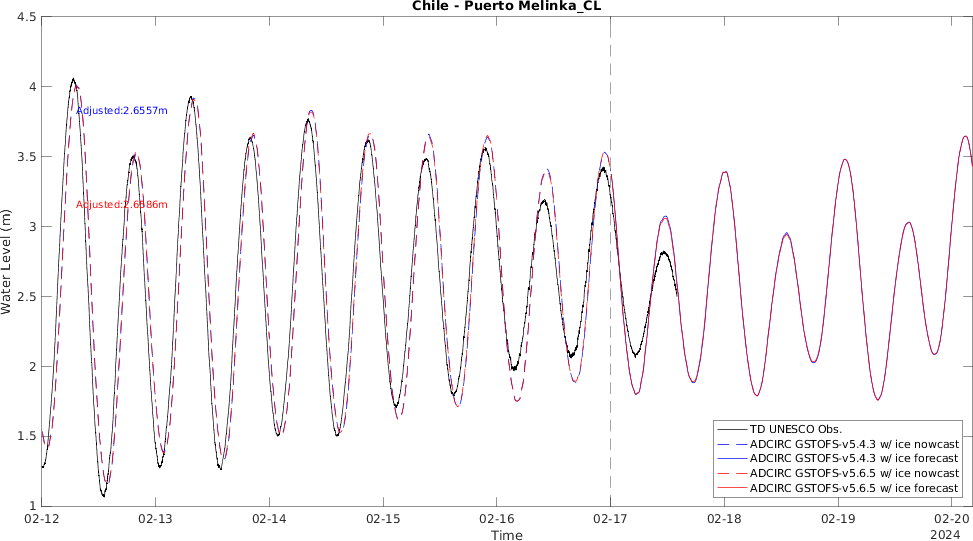 Chile - Puerto Melinka_CL
4.5
4
3.5
3
2.5
2
1.5
1
Water Level (m)
Adjusted:2.6557m
Adjusted:2.6586m
TD UNESCO Obs.
ADCIRC GSTOFS-v5.4.3 w/ ice nowcast
ADCIRC GSTOFS-v5.4.3 w/ ice forecast
ADCIRC GSTOFS-v5.6.5 w/ ice nowcast
ADCIRC GSTOFS-v5.6.5 w/ ice forecast
02-12 02-13 02-14 02-15 02-16 02-17 02-18 02-19 02-20
Time
2024